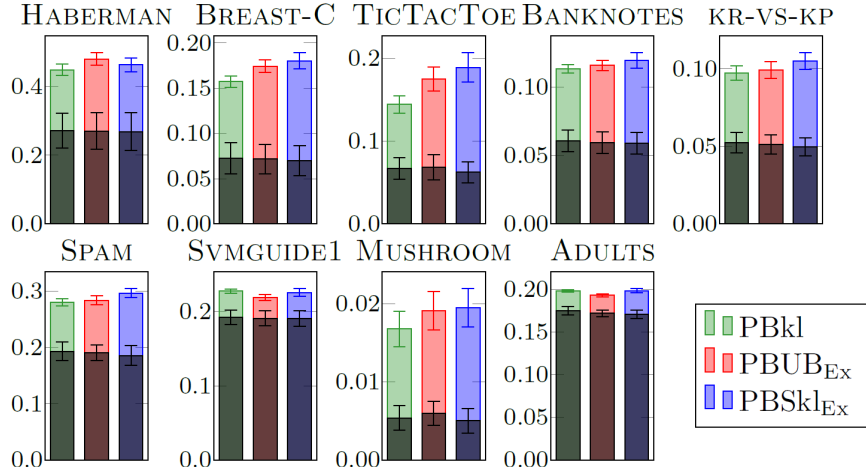 HABERMAN
0.4
0.2
0.0
BREAST-C
0.20
0.15
0.10
0.05
0.00
TICTACTOE
0.2
0.1
0.0
BANKNOTES
0.10
0.05
0.00
KR-VS-KP
0.10
0.05
0.00
SPAM
0.3
0.2
0.1
0.0
SVMGUIDE1
0.2
0.1
0.0
MUSHROOM
0.02
0.01
0.00
ADULTS
0.20
0.15
0.10
0.05
0.00
PBkl
PBUB_Ex
PBSkl_Ex